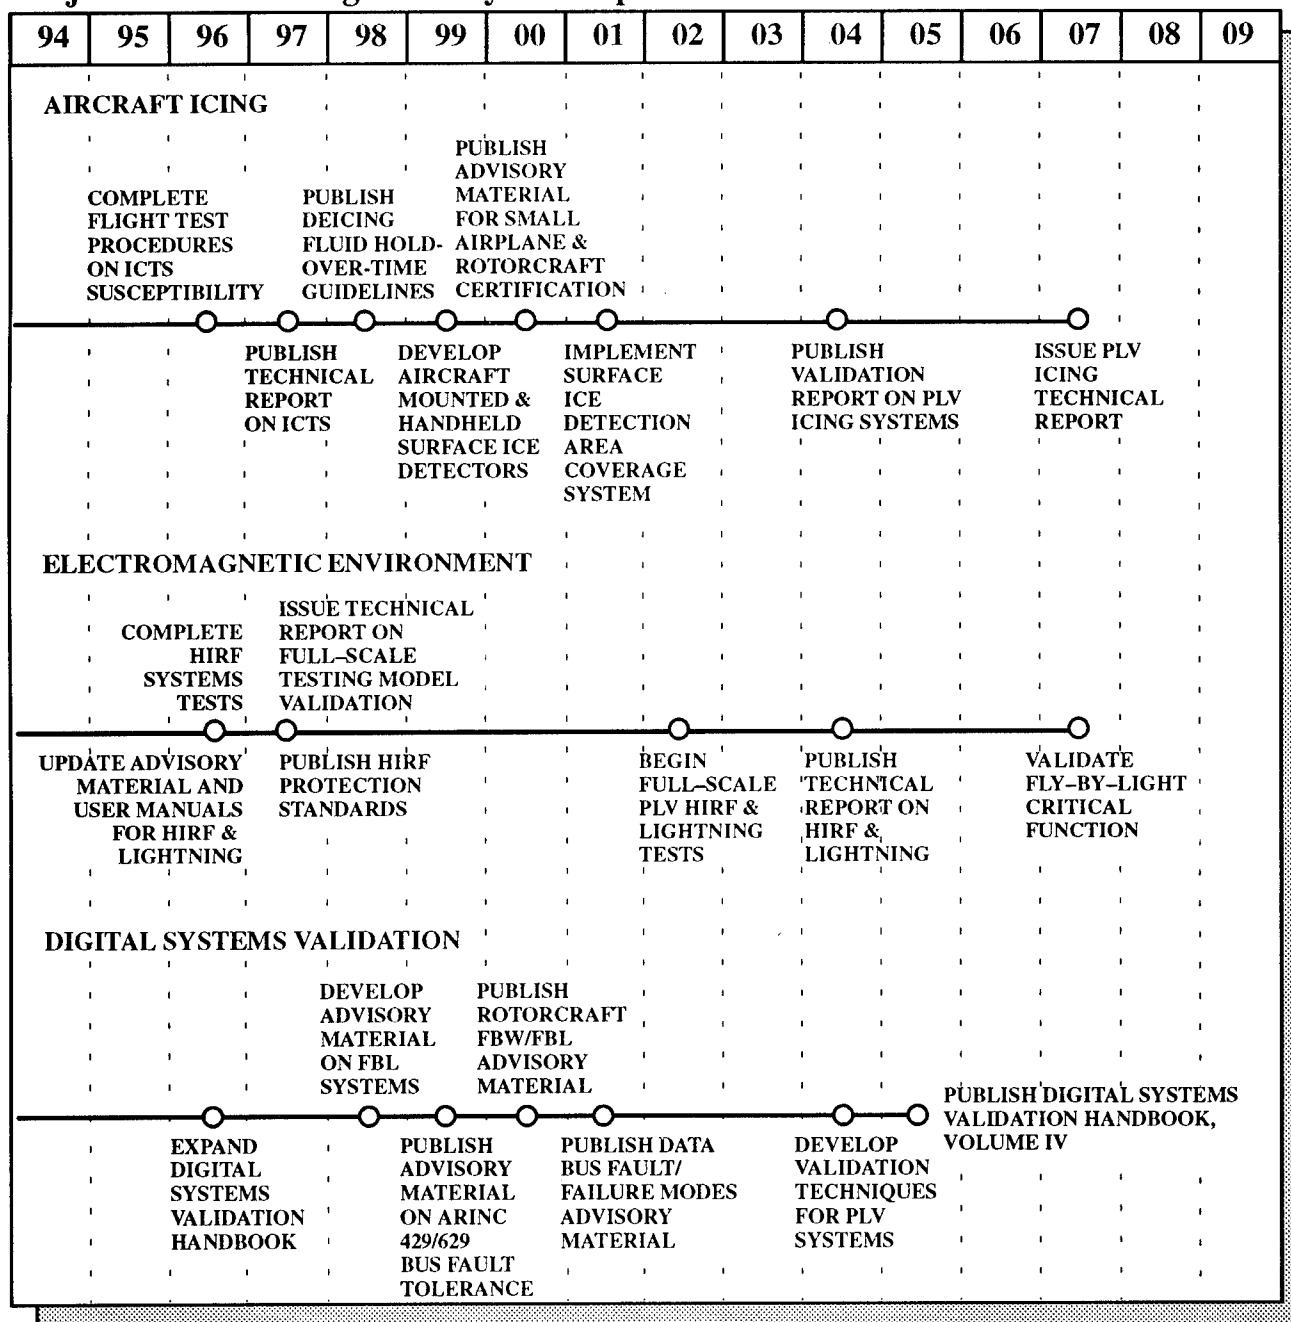 94 95 96 97 98 99 00 01 02 03 04 05 06 07 08 09
AIRCRAFT ICING
COMPLETE
FLIGHT TEST
PROCEDURES
ON ICTS
SUSCEPTIBILITY
PUBLISH
DEICING
FLUID HOLD-
OVER-TIME
GUIDELINES
PUBLISH
ADVISORY
MATERIAL
FOR SMALL
AIRPLANE &
ROTORCRAFT
CERTIFICATION
PUBLISH
TECHNICAL
REPORT
ON ICTS
DEVELOP
AIRCRAFT
MOUNTED &
HANDHELD
SURFACE ICE
DETECTORS
IMPLEMENT
SURFACE
ICE
DETECTION
AREA
COVERAGE
SYSTEM
PUBLISH
VALIDATION
REPORT ON PLV
ICING SYSTEMS
ISSUE PLV
ICING
TECHNICAL
REPORT
ELECTROMAGNETIC ENVIRONMENT
COMPLETE
HIRF
SYSTEMS
TESTS
ISSUE TECHNICAL
REPORT ON
FULL–SCALE
TESTING MODEL
VALIDATION
UPDATE ADVISORY
MATERIAL AND
USER MANUALS
FOR HIRF &
LIGHTNING
PUBLISH HIRF
PROTECTION
STANDARDS
BEGIN
FULL–SCALE
PLV HIRF &
LIGHTNING
TESTS
PUBLISH
TECHNICAL
REPORT ON
HIRF &
LIGHTNING
VALIDATE
FLY–BY–LIGHT
CRITICAL
FUNCTION
DIGITAL SYSTEMS VALIDATION
DEVELOP
ADVISORY
MATERIAL
ON FBL
SYSTEMS
PUBLISH
ROTORCRAFT
FBW/FBL
ADVISORY
MATERIAL
PUBLISH DIGITAL SYSTEMS
VALIDATION HANDBOOK,
VOLUME IV
EXPAND
DIGITAL
SYSTEMS
VALIDATION
HANDBOOK
PUBLISH
ADVISORY
MATERIAL
ON ARINC
429/629
BUS FAULT
TOLERANCE
PUBLISH DATA
BUS FAULT/
FAILURE MODES
ADVISORY
MATERIAL
DEVELOP
VALIDATION
TECHNIQUES
FOR PLV
SYSTEMS